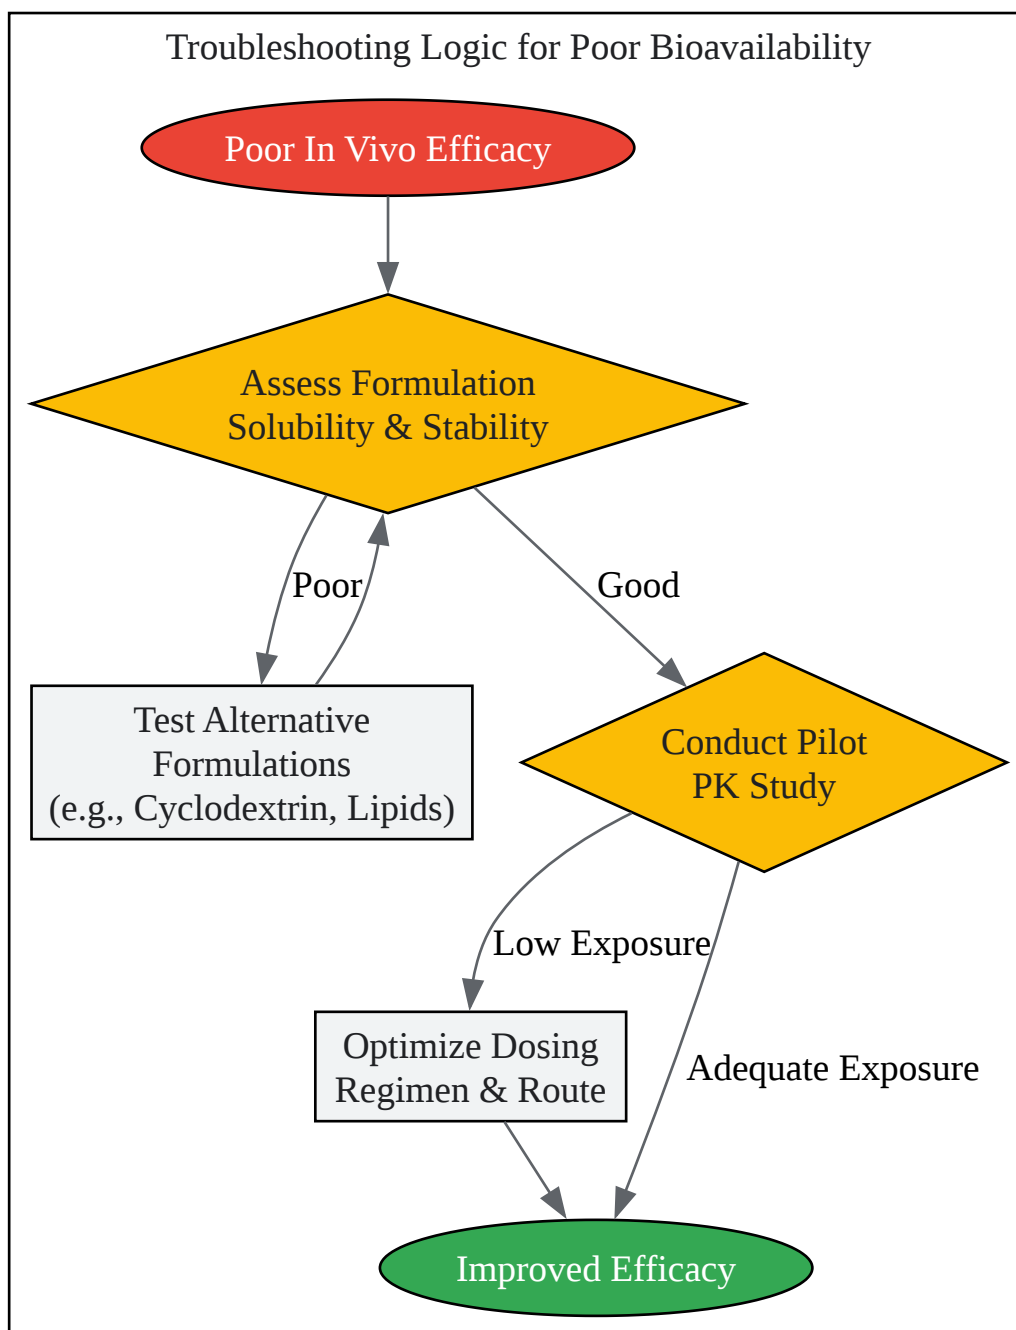 Troubleshooting Logic for Poor Bioavailability
Poor In Vivo Efficacy
Assess Formulation
Solubility & Stability
Poor
Good
Test Alternative
Formulations
(e.g., Cyclodextrin, Lipids)
Conduct Pilot
PK Study
Low Exposure
Optimize Dosing
Regimen & Route
Adequate Exposure
Improved Efficacy